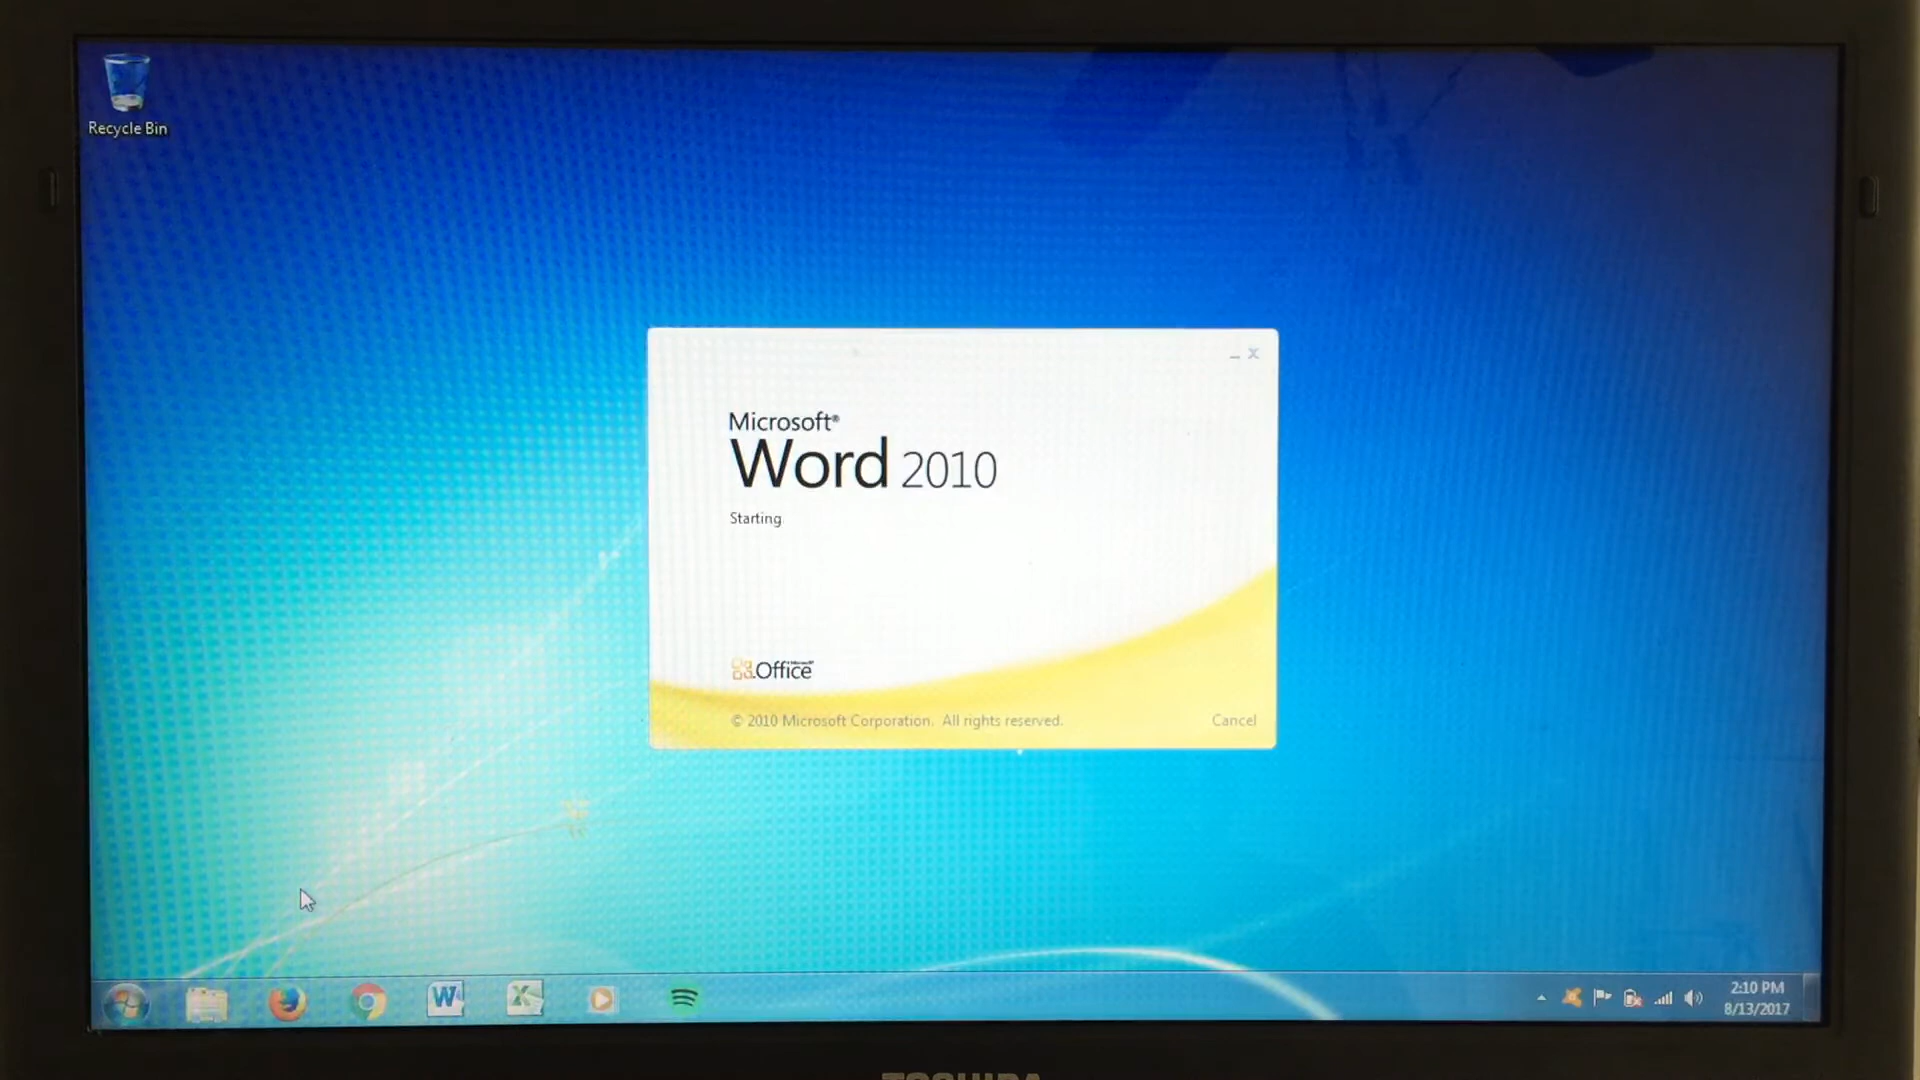 Recycle Bin
Microsoft®
Word 2010
Starting
Office
© 2010 Microsoft Corporation. All rights reserved.
Cancel
2:10 PM
8/13/2017
TOSHIBA